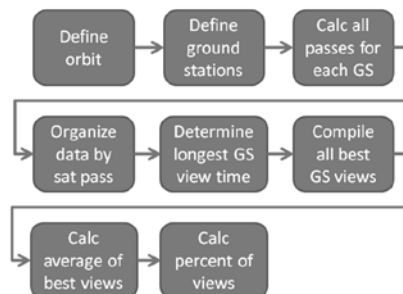 Define
orbit
Define
ground
stations
Calc all
passes for
each GS
Organize
data by
sat pass
Determine
longest GS
view time
Compile
all best
GS views
Calc
average of
best views
Calc
percent of
views